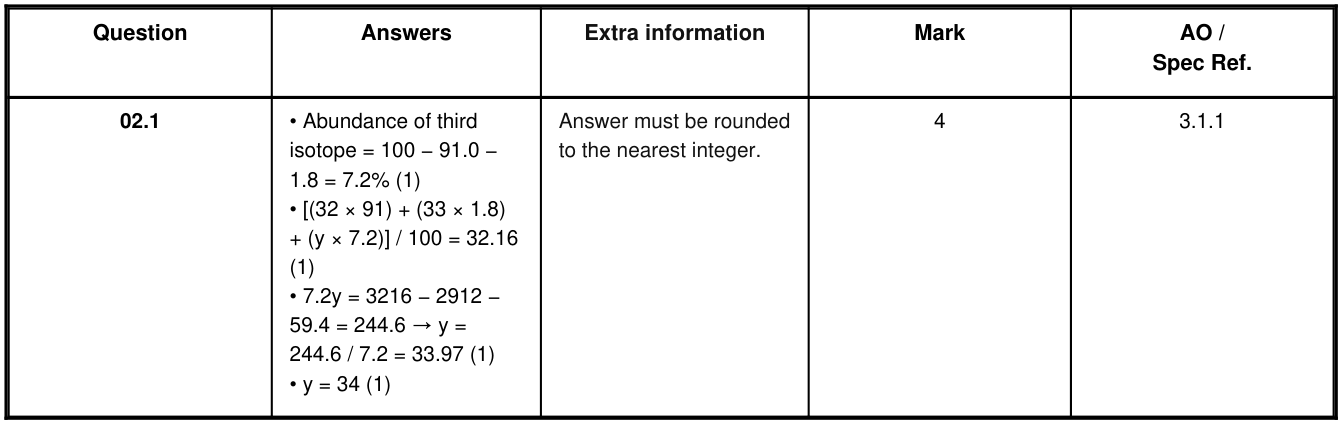 Question
Answers
Extra information
Mark
AO /
Spec Ref.
02.1
• Abundance of third
isotope = 100 − 91.0 −
1.8 = 7.2% (1)
• [(32 × 91) + (33 × 1.8)
+ (y × 7.2)] / 100 = 32.16
(1)
• 7.2y = 3216 − 2912 −
59.4 = 244.6 → y =
244.6 / 7.2 = 33.97 (1)
• y = 34 (1)
Answer must be rounded
to the nearest integer.
4
3.1.1